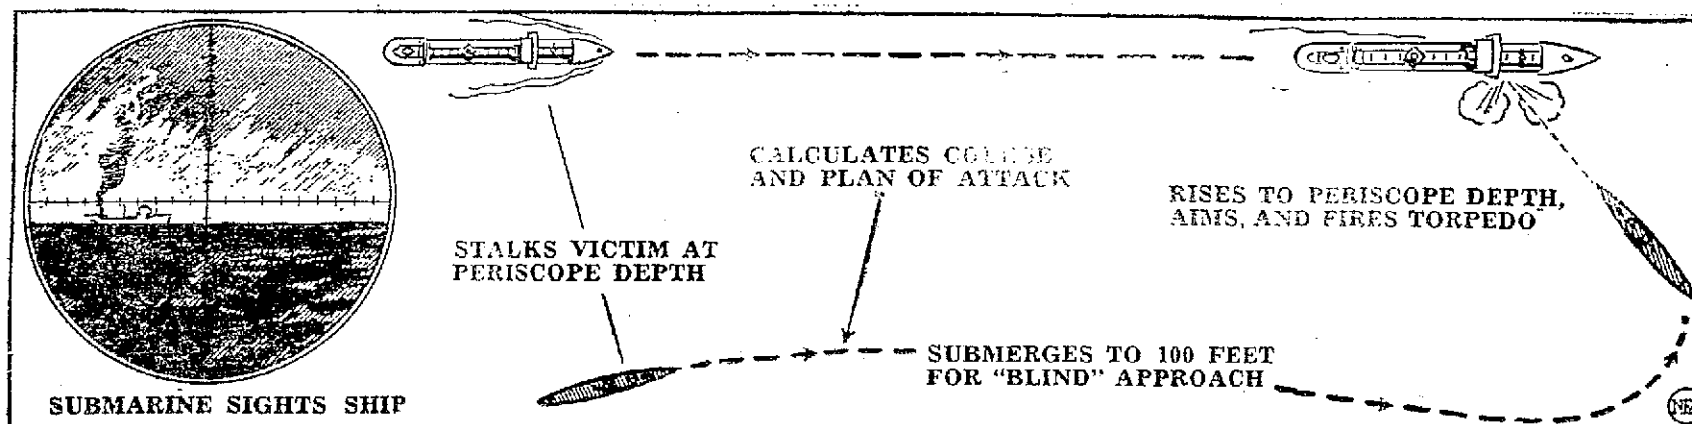 SUBMARINE SIGHTS SHIP
STALKS VICTIM AT
PERISCOPE DEPTH
CALCULATES COURSE
AND PLAN OF ATTACK
SUBMERGES TO 100 FEET
FOR “BLIND” APPROACH
RISES TO PERISCOPE DEPTH,
AIMS, AND FIRES TORPEDO